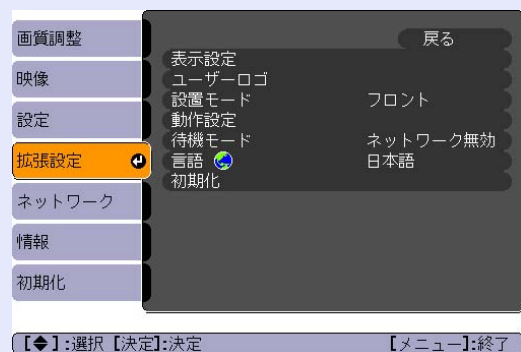 画質調整
映像
設定
拡張設定
ネットワーク
情報
初期化
戻る
表示設定
ユーザーロゴ
設置モード フロント
動作設定
待機モード ネットワーク無効
言語 日本語
初期化
【◆】:選択 【決定】:決定 【メニュー】:終了